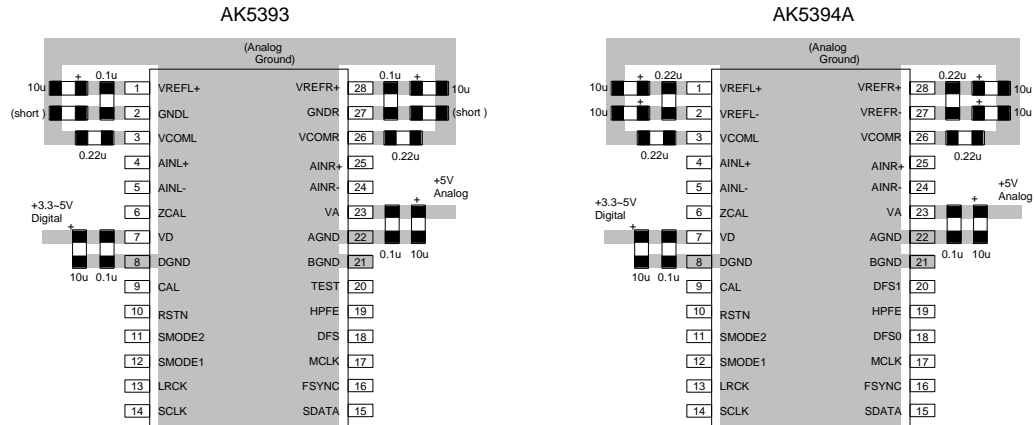 AK5393
(Analog
Ground)
10u
+
0.1u
1
VREFL+
VREFR+
28
0.1u
+
10u
(short )
2
GNDL
GNDR
27
(short )
3
VCOML
VCOMR
26
0.22u
0.22u
4
AINL+
AINR+
25
5
AINL-
AINR-
24
+5V
Analog
+3.3~5V
Digital
6
ZCAL
VA
23
+
+
7
VD
AGND
22
8
DGND
BGND
21
0.1u
10u
10u
0.1u
9
CAL
TEST
20
10
RSTN
HPFE
19
11
SMODE2
DFS
18
12
SMODE1
MCLK
17
13
LRCK
FSYNC
16
14
SCLK
SDATA
15
AK5394A
(Analog
Ground)
10u
+
0.22u
1
VREFL+
VREFR+
28
0.22u
+
10u
10u
+
2
VREFL-
VREFR-
27
+
10u
3
VCOML
VCOMR
26
0.22u
0.22u
4
AINL+
AINR+
25
5
AINL-
AINR-
24
+5V
Analog
+3.3~5V
Digital
6
ZCAL
VA
23
+
+
7
VD
AGND
22
8
DGND
BGND
21
0.1u
10u
10u
0.1u
9
CAL
DFS1
20
10
RSTN
HPFE
19
11
SMODE2
DFS0
18
12
SMODE1
MCLK
17
13
LRCK
FSYNC
16
14
SCLK
SDATA
15